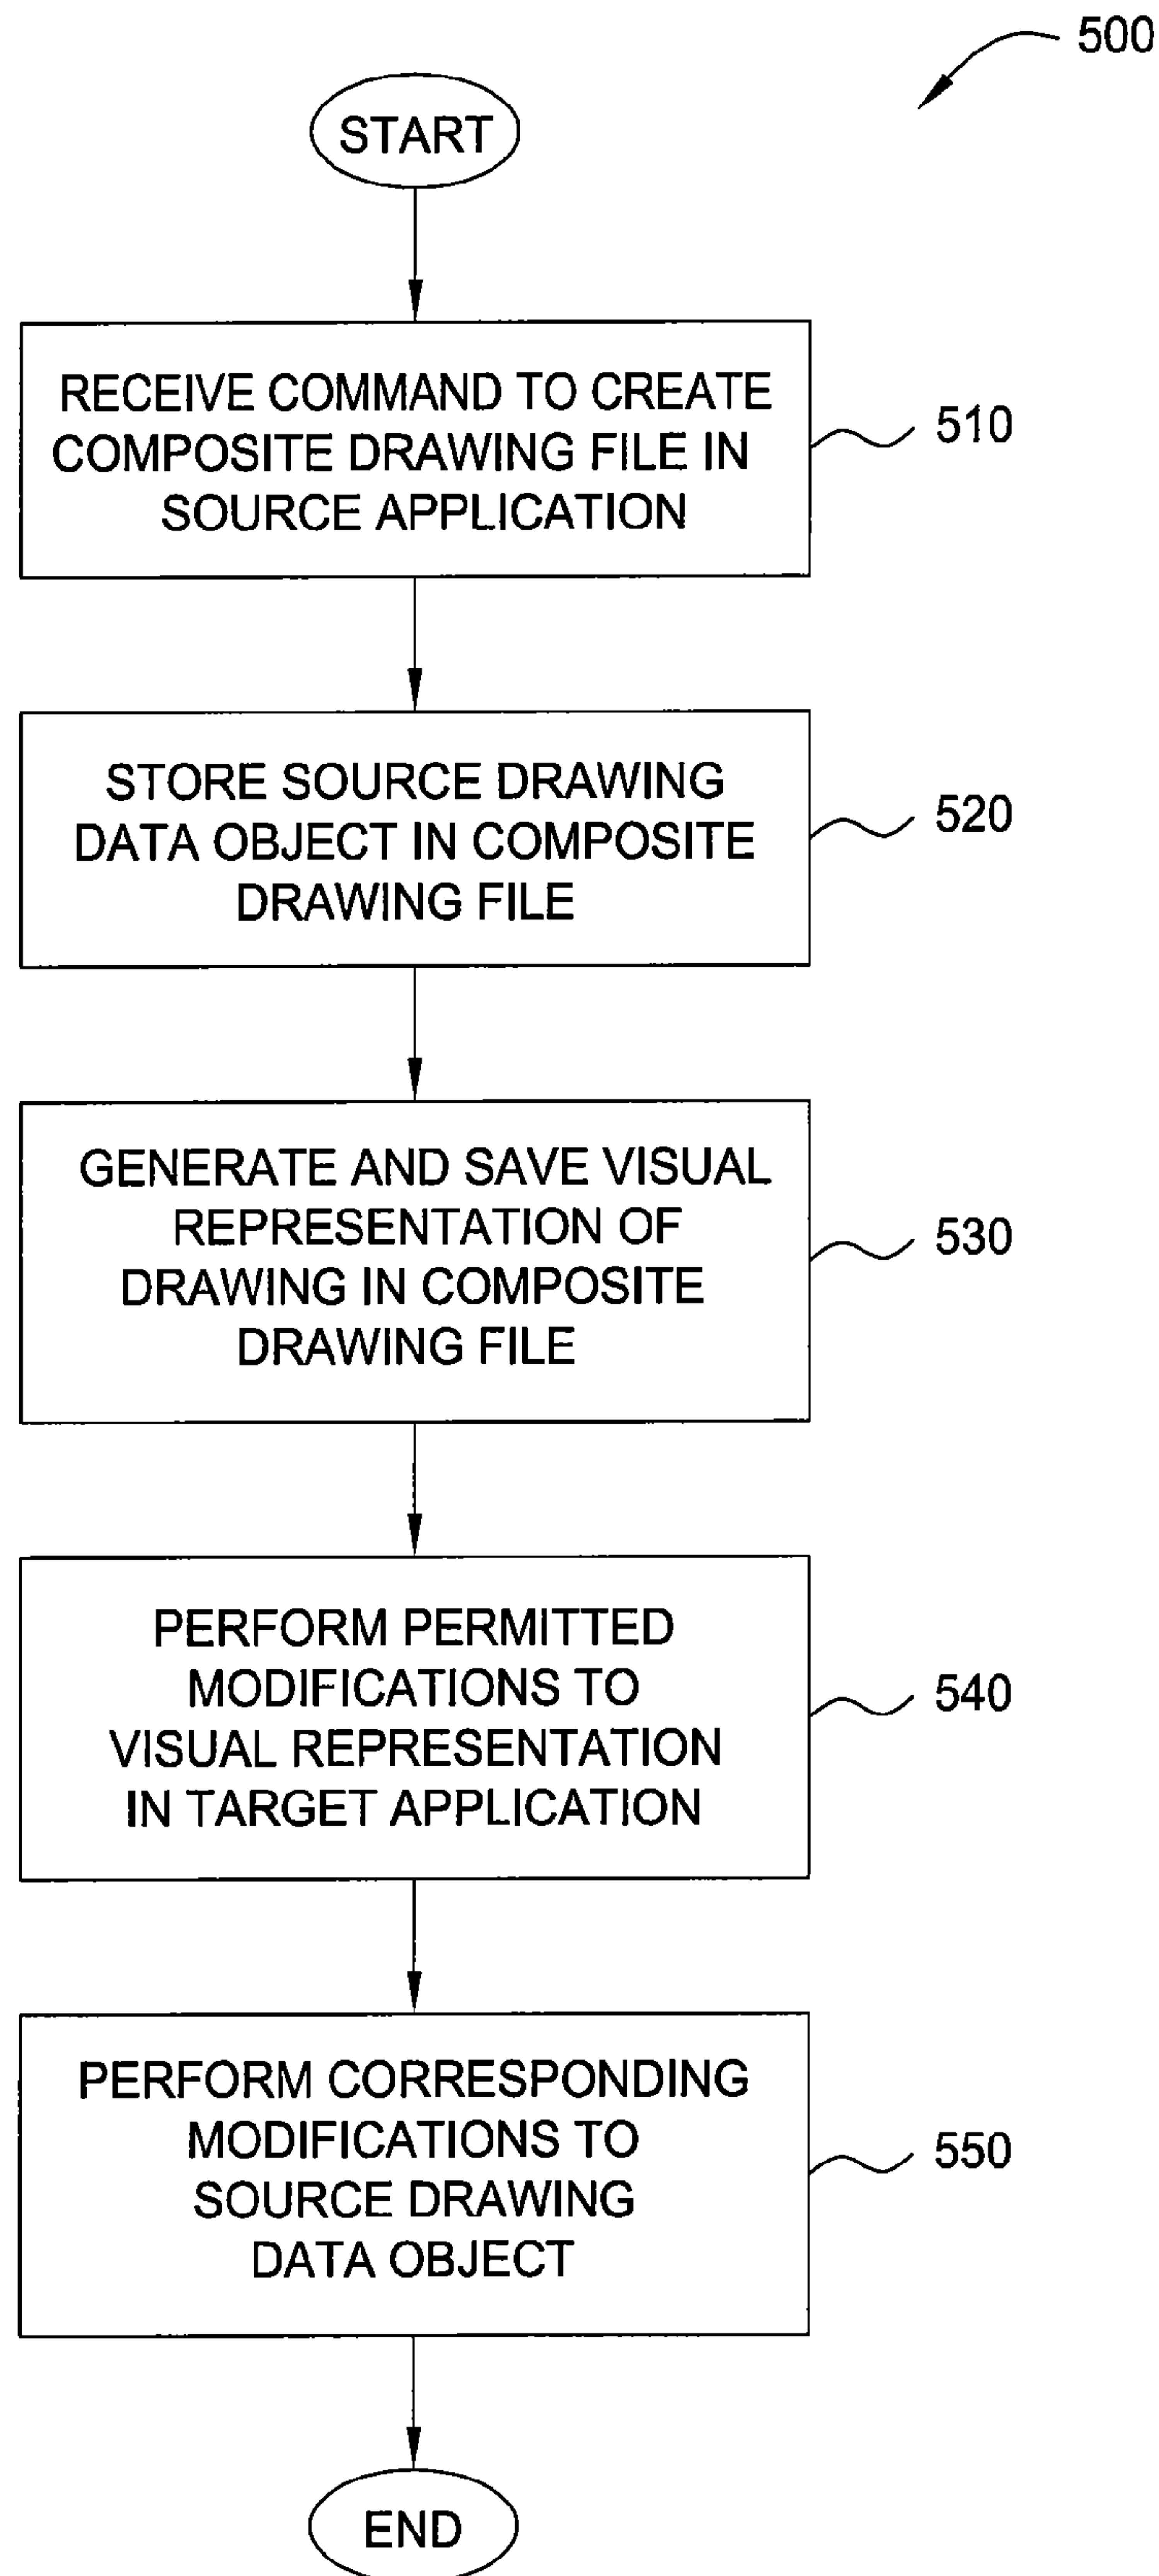 500
START
RECEIVE COMMAND TO CREATE
COMPOSITE DRAWING FILE IN
SOURCE APPLICATION
510
STORE SOURCE DRAWING
DATA OBJECT IN COMPOSITE
DRAWING FILE
520
GENERATE AND SAVE VISUAL
REPRESENTATION OF
DRAWING IN COMPOSITE
DRAWING FILE
530
PERFORM PERMITTED
MODIFICATIONS TO
VISUAL REPRESENTATION
IN TARGET APPLICATION
540
PERFORM CORRESPONDING
MODIFICATIONS TO
SOURCE DRAWING
DATA OBJECT
550
END